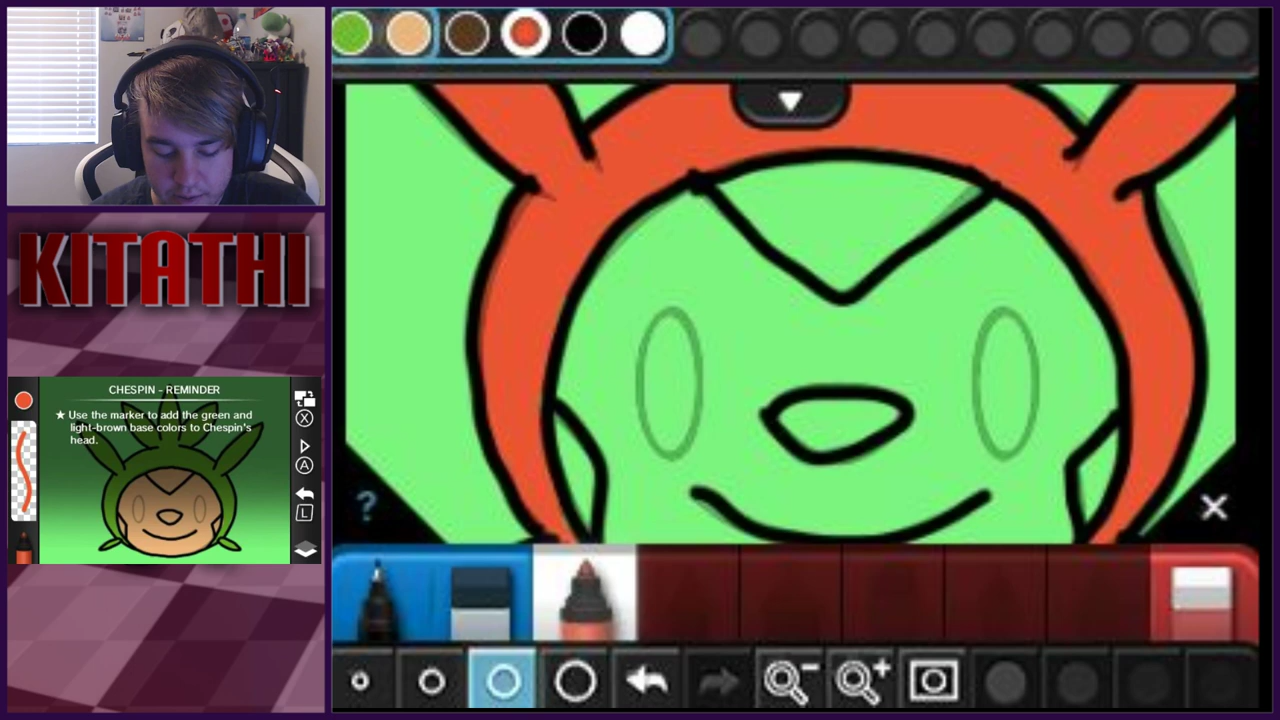 KITATHI
CHESPIN - REMINDER
★ Use the marker to add the green and
light-brown base colors to Chespin's
head.
X
A
L
?